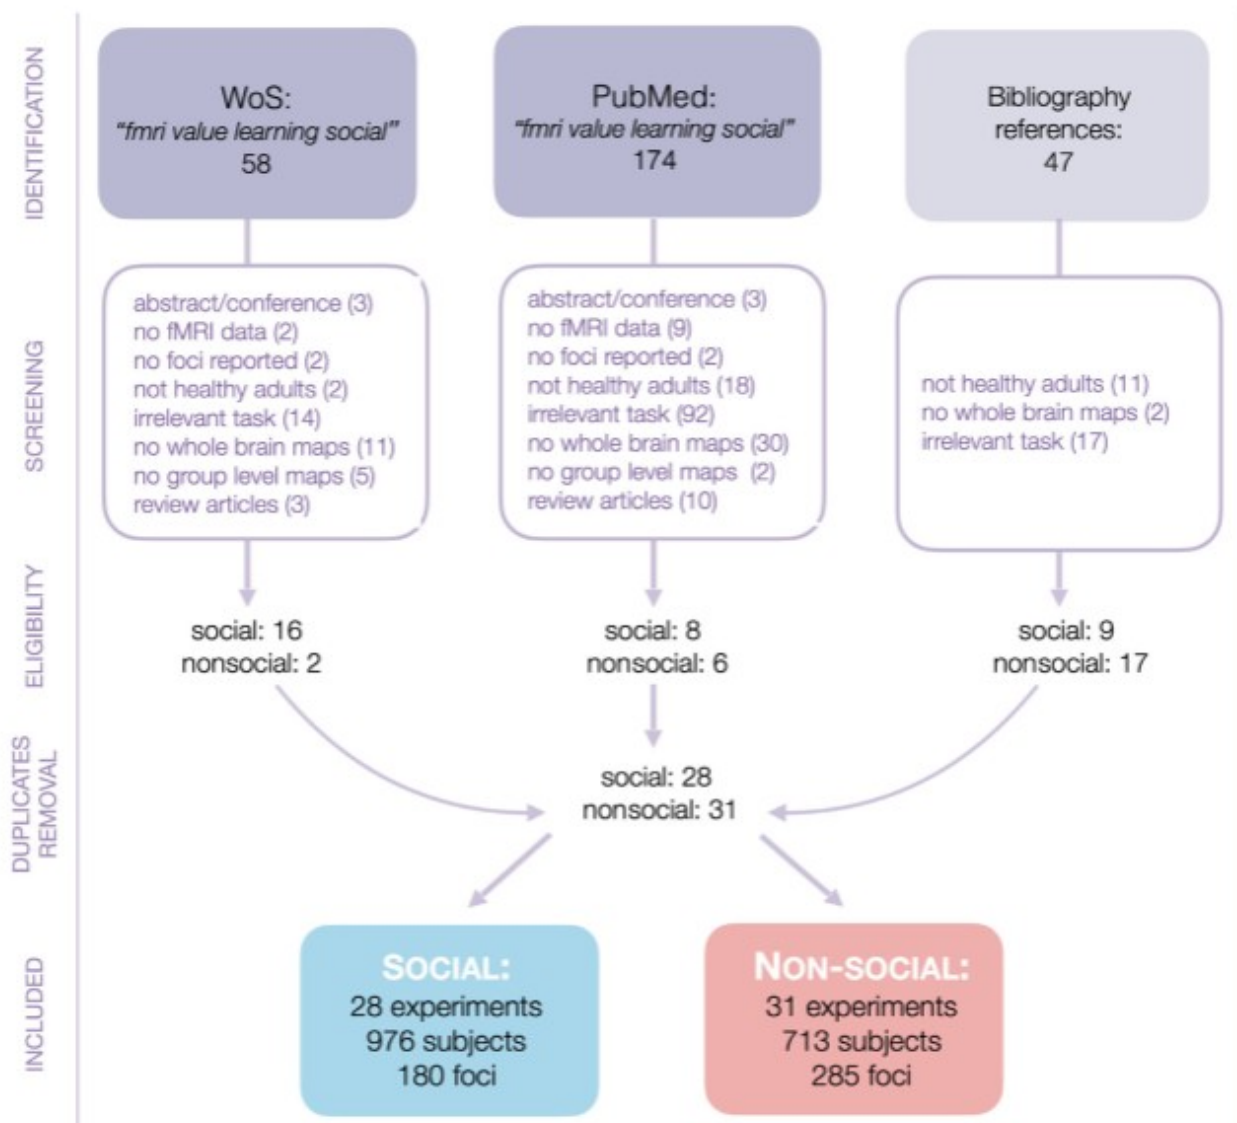 IDENTIFICATION
WoS:
“fmri value learning social”
58
PubMed:
“fmri value learning social”
174
Bibliography
references:
47
SCREENING
abstract/conference (3)
no fMRI data (2)
no foci reported (2)
not healthy adults (2)
irrelevant task (14)
no whole brain maps (11)
no group level maps (5)
review articles (3)
abstract/conference (3)
no fMRI data (9)
no foci reported (2)
not healthy adults (18)
irrelevant task (92)
no whole brain maps (30)
no group level maps (2)
review articles (10)
not healthy adults (11)
no whole brain maps (2)
irrelevant task (17)
ELIGIBILITY
social: 16
nonsocial: 2
social: 8
nonsocial: 6
social: 9
nonsocial: 17
DUPLICATES
REMOVAL
social: 28
nonsocial: 31
INCLUDED
SOCIAL:
28 experiments
976 subjects
180 foci
NON-SOCIAL:
31 experiments
713 subjects
285 foci